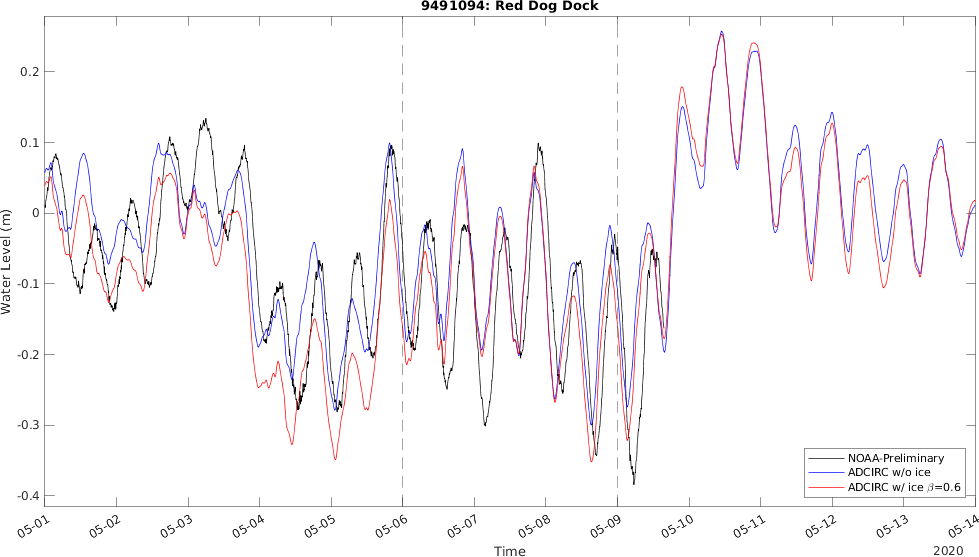 9491094: Red Dog Dock
Water Level (m)
0.2
0.1
0
-0.1
-0.2
-0.3
-0.4
NOAA-Preliminary
ADCIRC w/o ice
ADCIRC w/ ice β=0.6
05-01 05-02 05-03 05-04 05-05 05-06 05-07 05-08 05-09 05-10 05-11 05-12 05-13 05-14
Time
2020